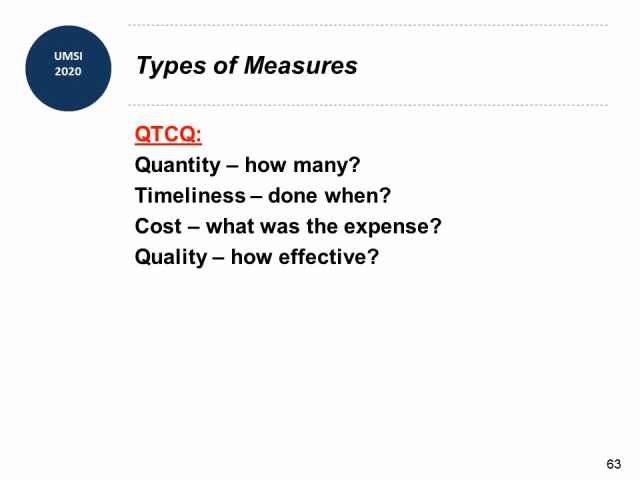 UMSI
2020
Types of Measures
QTCQ:
Quantity – how many?
Timeliness – done when?
Cost – what was the expense?
Quality – how effective?
63